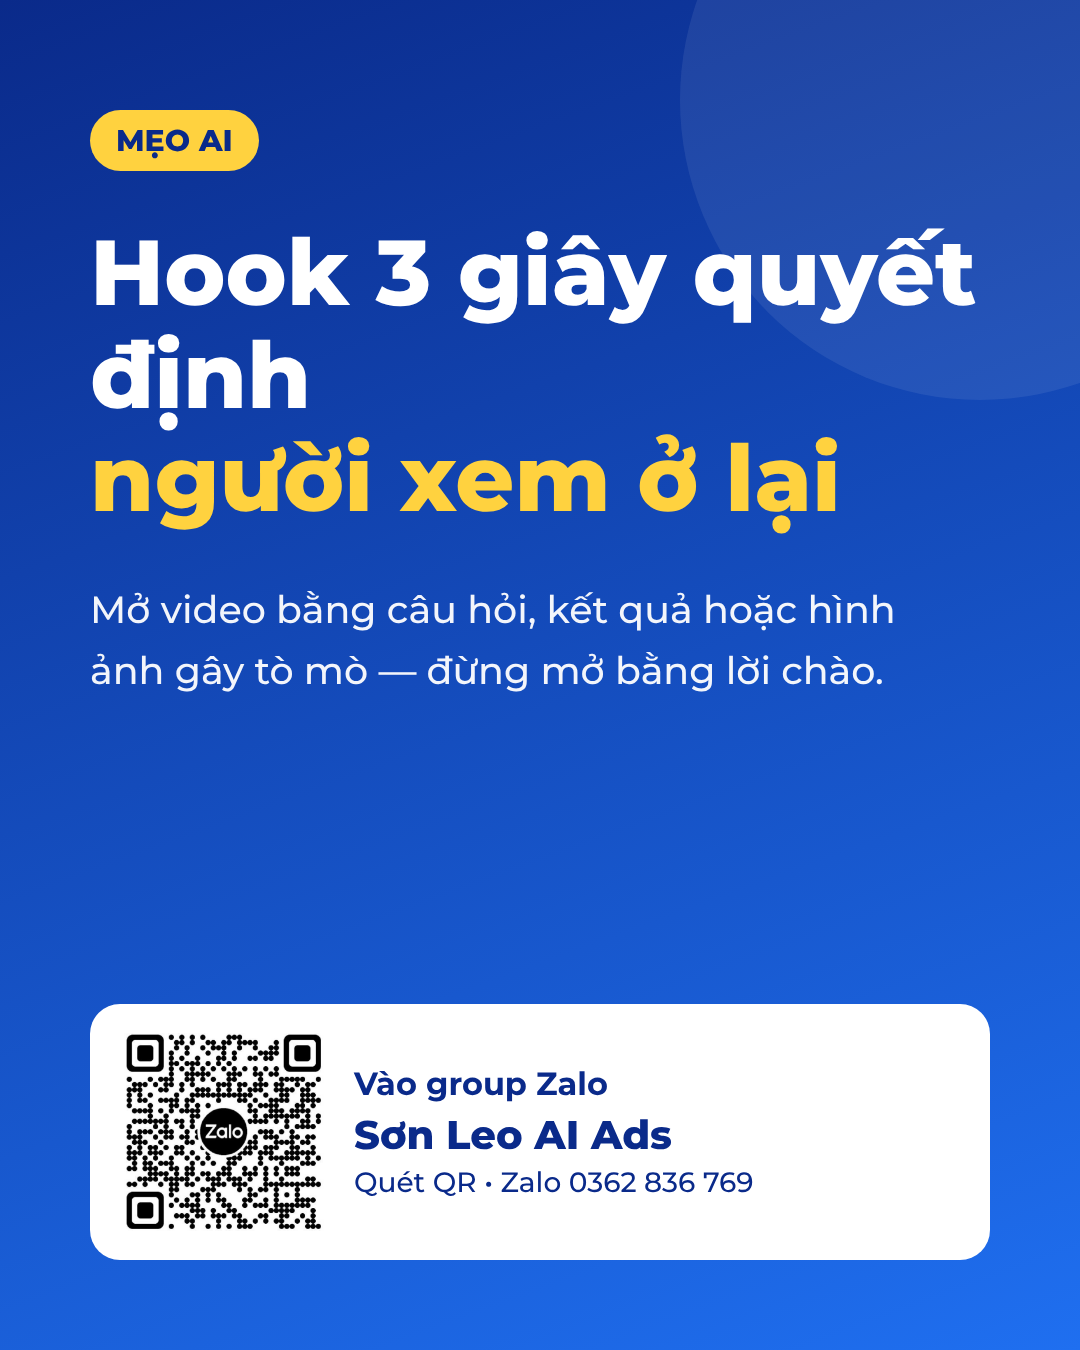 MẸO AI
Hook 3 giây quyết
định
người xem ở lại
Mở video bằng câu hỏi, kết quả hoặc hình
ảnh gây tò mò — đừng mở bằng lời chào.
Zalo
Vào group Zalo
Sơn Leo AI Ads
Quét QR • Zalo 0362 836 769